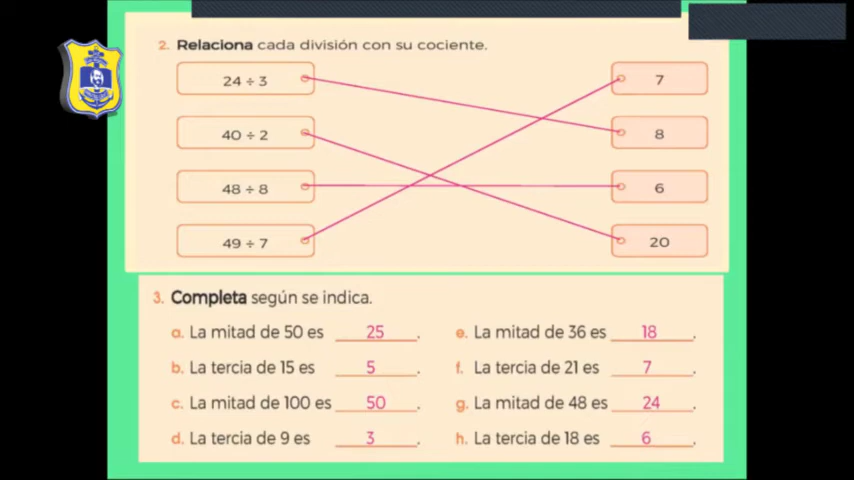 2. Relaciona cada división con su cociente.
24 ÷ 3
7
40 ÷ 2
8
48 ÷ 8
6
49 ÷ 7
20
3. Completa según se indica.
a. La mitad de 50 es 25.
b. La tercia de 15 es 5.
c. La mitad de 100 es 50.
d. La tercia de 9 es 3.
e. La mitad de 36 es 18.
f. La tercia de 21 es 7.
g. La mitad de 48 es 24.
h. La tercia de 18 es 6.